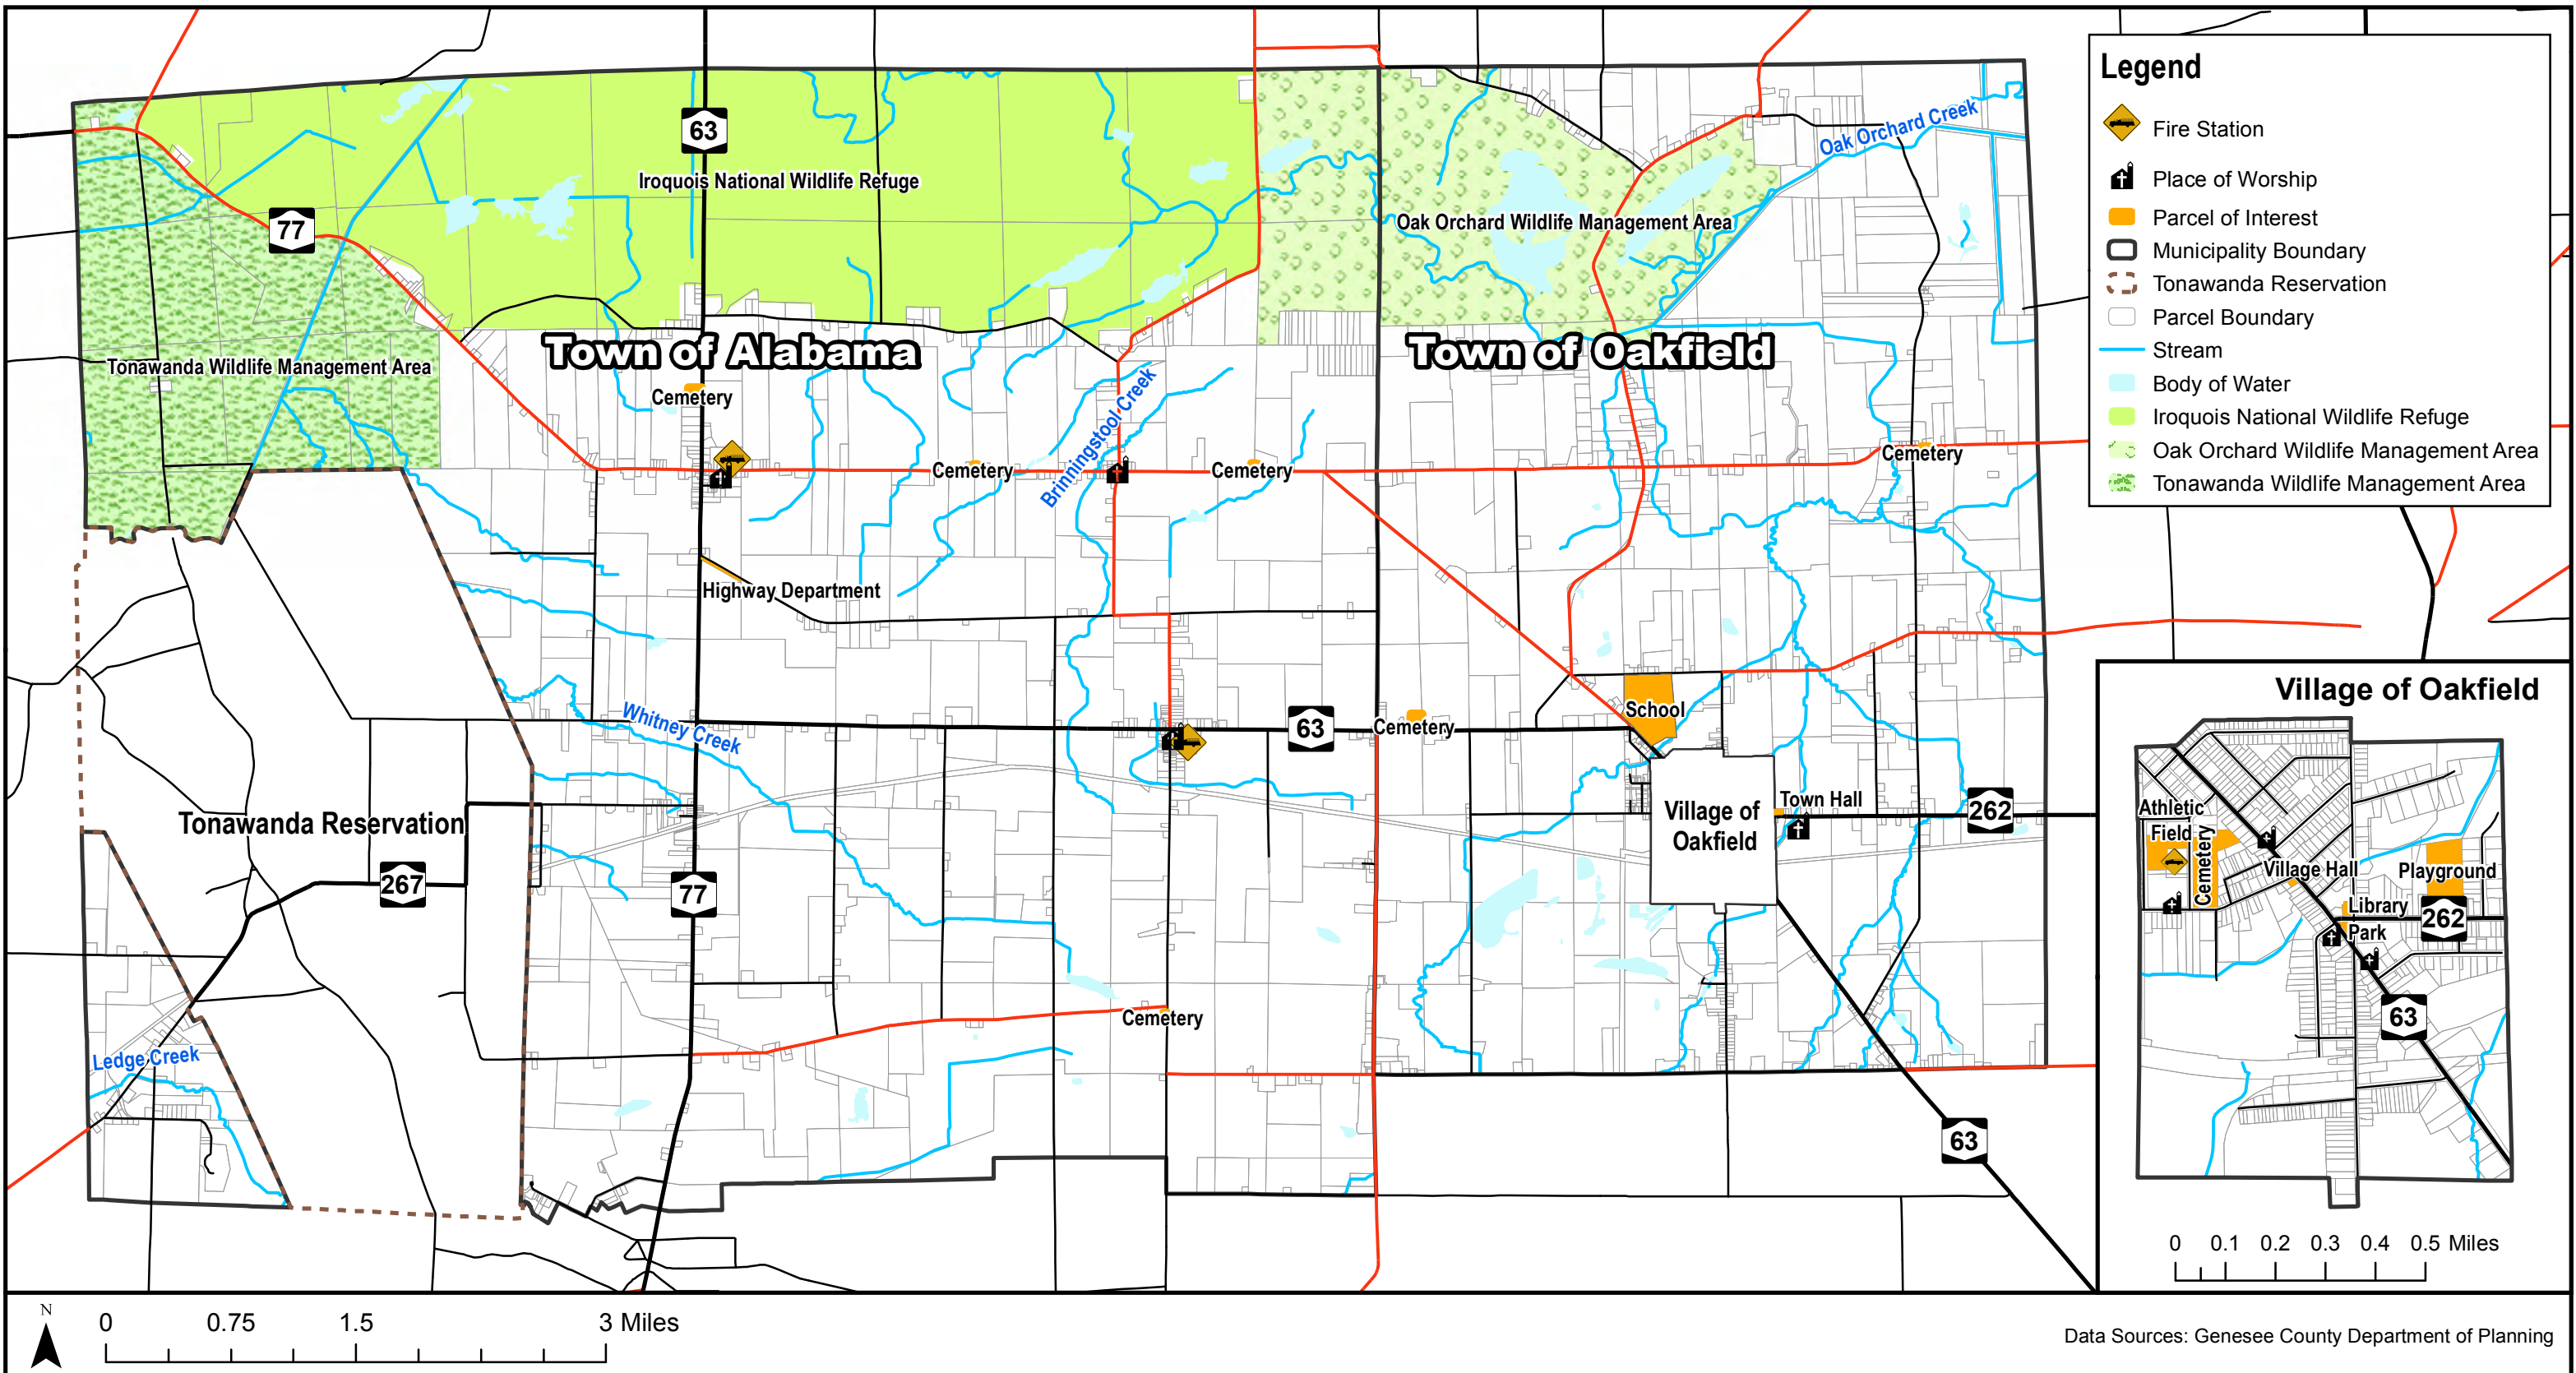 Legend
Fire Station
Place of Worship
Parcel of Interest
Municipality Boundary
Tonawanda Reservation
Parcel Boundary
Stream
Body of Water
Iroquois National Wildlife Refuge
Oak Orchard Wildlife Management Area
Tonawanda Wildlife Management Area
63
Oak Orchard Creek
Iroquois National Wildlife Refuge
77
Oak Orchard Wildlife Management Area
Town of Alabama
Town of Oakfield
Tonawanda Wildlife Management Area
Cemetery
Brinningstool Creek
Cemetery
Cemetery
Cemetery
Highway Department
Whitney Creek
63
Cemetery
School
Tonawanda Reservation
Village of
Oakfield
Town Hall
262
267
77
Cemetery
Ledge Creek
63
Village of Oakfield
Athletic
Field
Cemetery
Village Hall
Playground
Library
262
Park
63
0 0.1 0.2 0.3 0.4 0.5 Miles
N
0 0.75 1.5 3 Miles
Data Sources: Genesee County Department of Planning